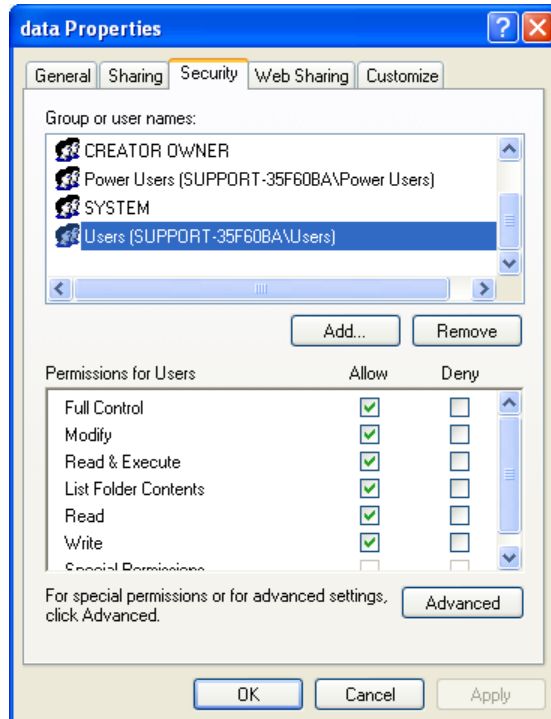 data Properties
General Sharing Security Web Sharing Customize
Group or user names:
CREATOR OWNER
Power Users (SUPPORT-35F60BA\Power Users)
SYSTEM
Users (SUPPORT-35F60BA\Users)
Add... Remove
Permissions for Users Allow Deny
Full Control
Modify
Read & Execute
List Folder Contents
Read
Write
Special Permissions
For special permissions or for advanced settings, Advanced
click Advanced.
OK Cancel Apply